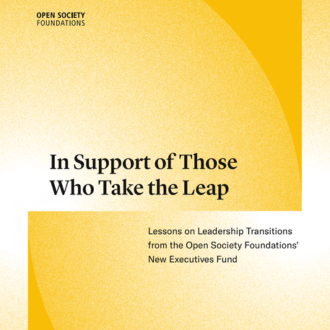 OPEN SOCIETY
FOUNDATIONS
In Support of Those
Who Take the Leap
Lessons on Leadership Transitions
from the Open Society Foundations'
New Executives Fund